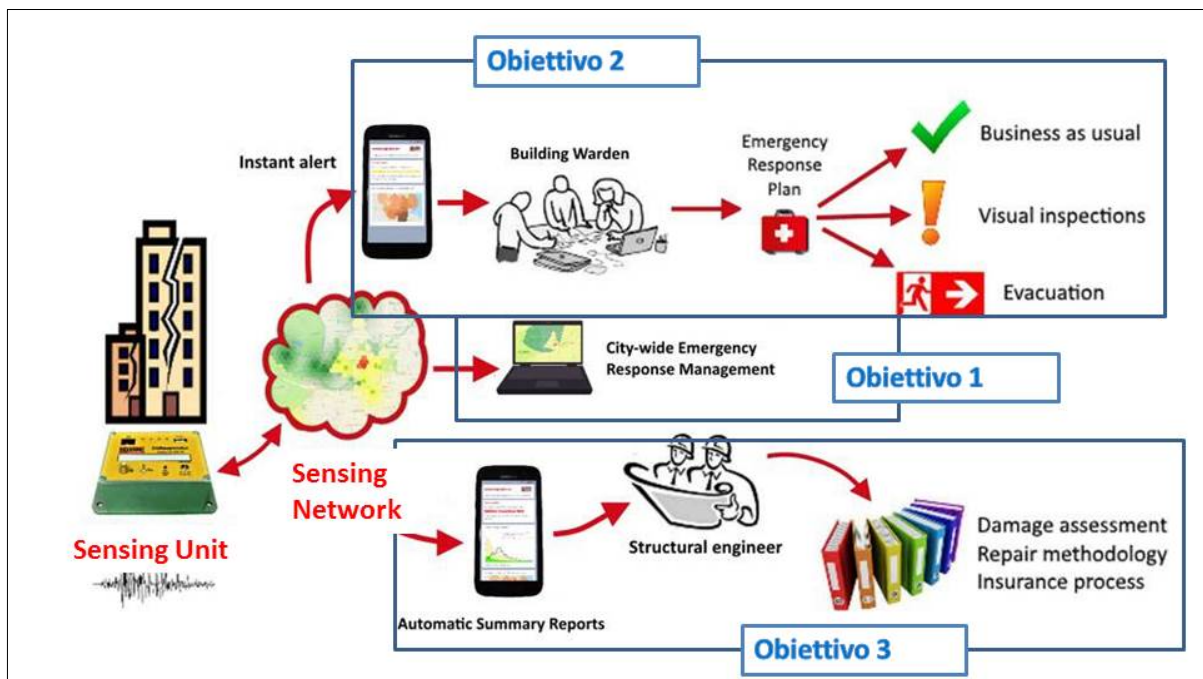 Obiettivo 2
Instant alert
Building Warden
Emergency
Response
Plan
Business as usual
Visual inspections
Evacuation
City-wide Emergency
Response Management
Obiettivo 1
Sensing
Network
Sensing Unit
Automatic Summary Reports
Structural engineer
Damage assessment
Repair methodology
Insurance process
Obiettivo 3